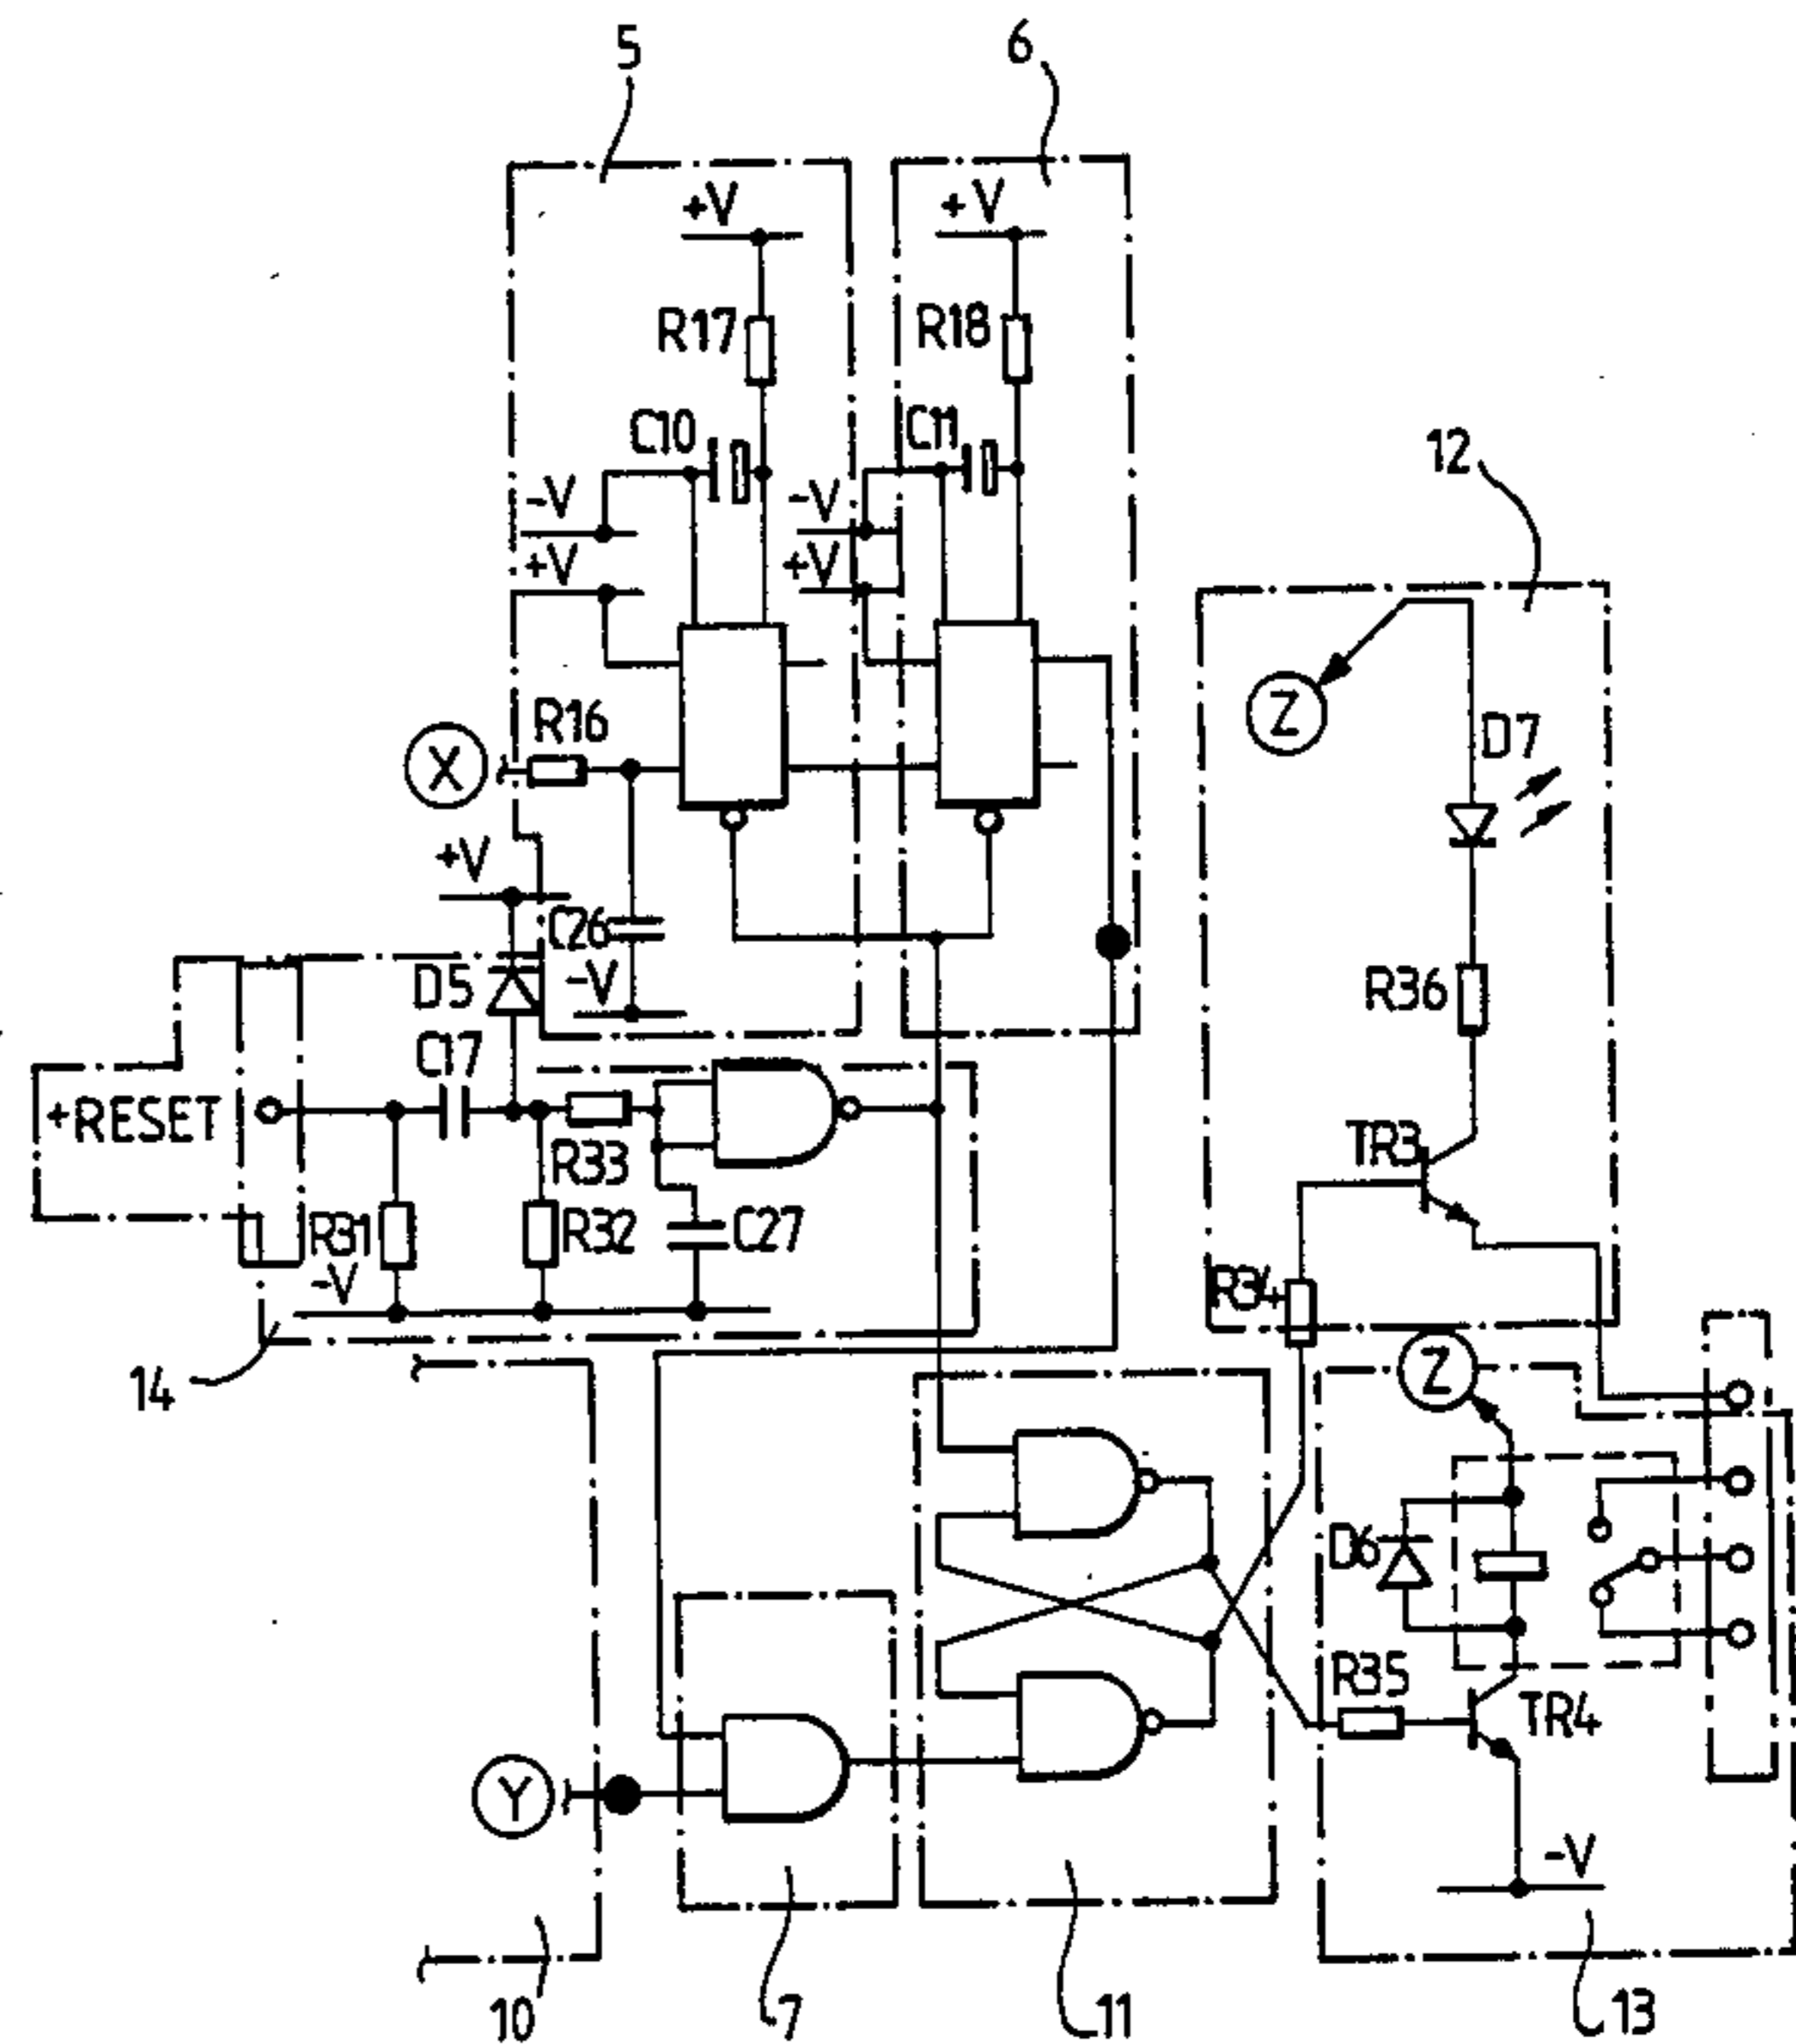 5
6
+V
+V
R17
R18
C10
C11
12
-V
-V
+V
+V
Z
R16
D7
X
+V
C26
D5
-V
R36
C17
+RESET
TR3
R33
R31
R32
C27
-V
R34
14
Z
D6
R35
TR4
Y
-V
10
7
11
13